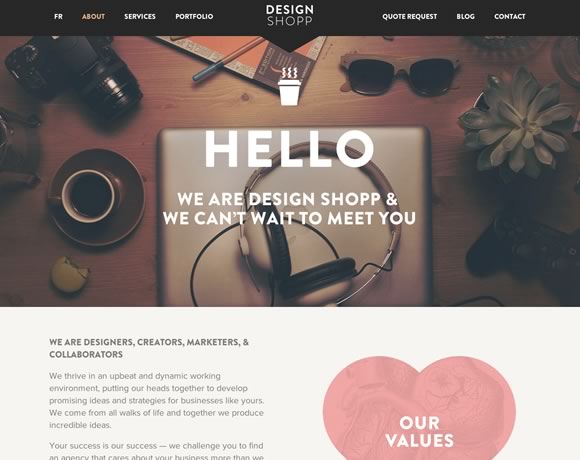 FR ABOUT SERVICES PORTFOLIO
DESIGN
SHOPP
QUOTE REQUEST BLOG CONTACT
HELLO
WE ARE DESIGN SHOPP &
WE CAN'T WAIT TO MEET YOU
WE ARE DESIGNERS, CREATORS, MARKETERS, &
COLLABORATORS
We thrive in an upbeat and dynamic working
environment, putting our heads together to develop
promising ideas and strategies for businesses like yours.
We come from all walks of life and together we produce
incredible ideas.
Your success is our success — we challenge you to find
an agency that cares about your business more than we
OUR
VALUES